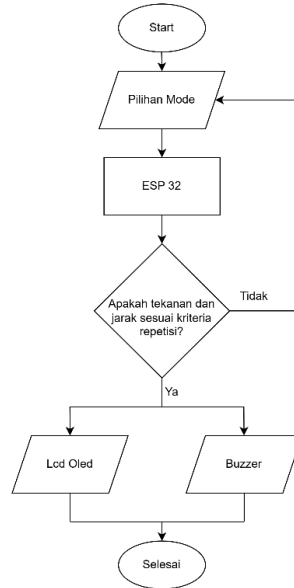 Start
Pilihan Mode
ESP 32
Apakah tekanan dan
jarak sesuai kriteria
repetisi?
Tidak
Ya
Lcd Oled
Buzzer
Selesai